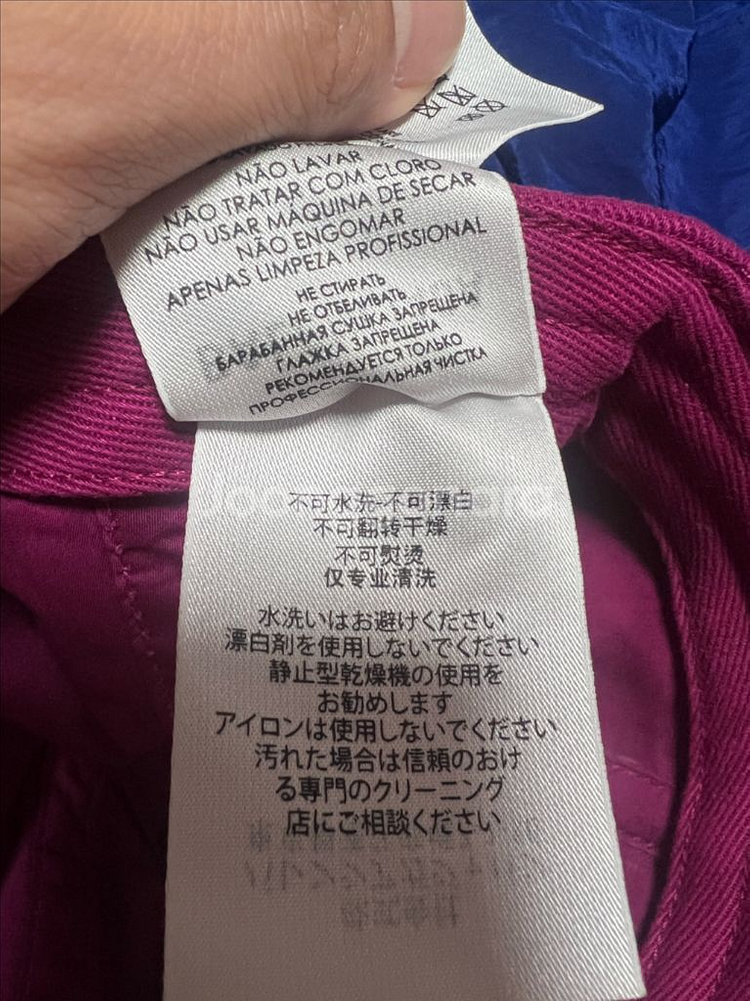 NÃO LAVAR
NÃO TRATAR COM CLORO
NÃO USAR MÁQUINA DE SECAR
NÃO ENGOMAR
APENAS LIMPEZA PROFISSIONAL
НЕ СТИРАТЬ
НЕ ОТБЕЛИВАТЬ
БАРАБАННАЯ СУШКА ЗАПРЕЩЕНА
ГЛАЖКА ЗАПРЕЩЕНА
РЕКОМЕНДУЕТСЯ ТОЛЬКО
ПРОФЕССИОНАЛЬНАЯ ЧИСТКА
不可水洗-不可漂白
不可翻转干燥
不可熨烫
仅专业清洗
水洗いはお避けください
漂白剤を使用しないでください
静止型乾燥機の使用を
お勧めします
アイロンは使用しないでください
汚れた場合は信頼のおけ
る専門のクリーニング
店にご相談ください